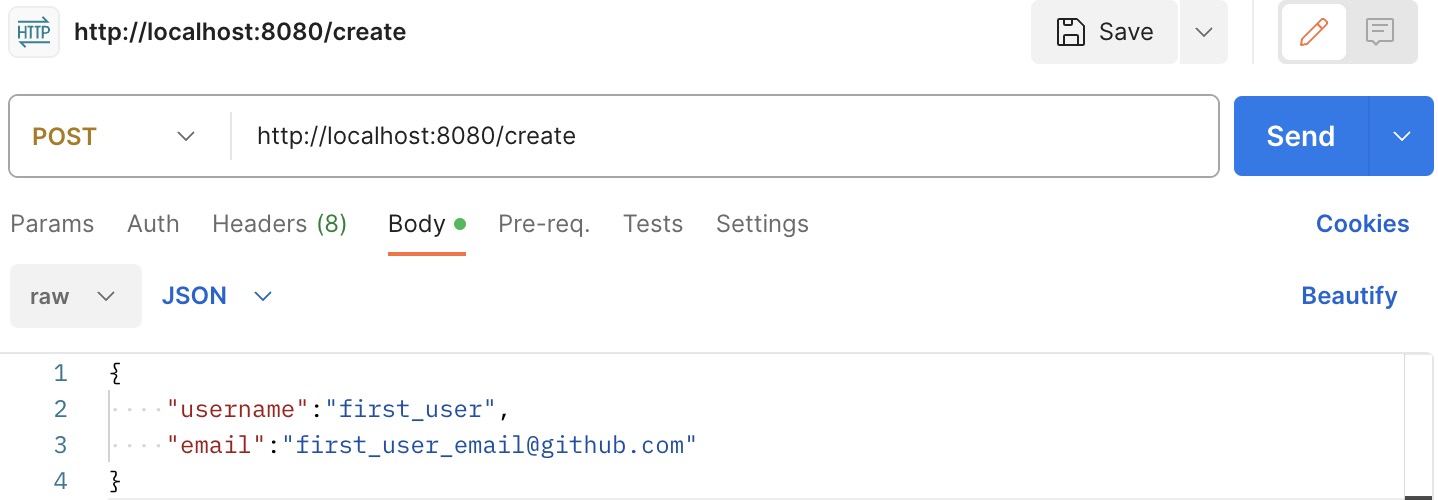 HTTP http://localhost:8080/create Save
POST http://localhost:8080/create Send
Params Auth Headers (8) Body Pre-req. Tests Settings Cookies
raw JSON Beautify
1 {
2 "username":"first_user",
3 "email":"first_user_email@github.com"
4 }